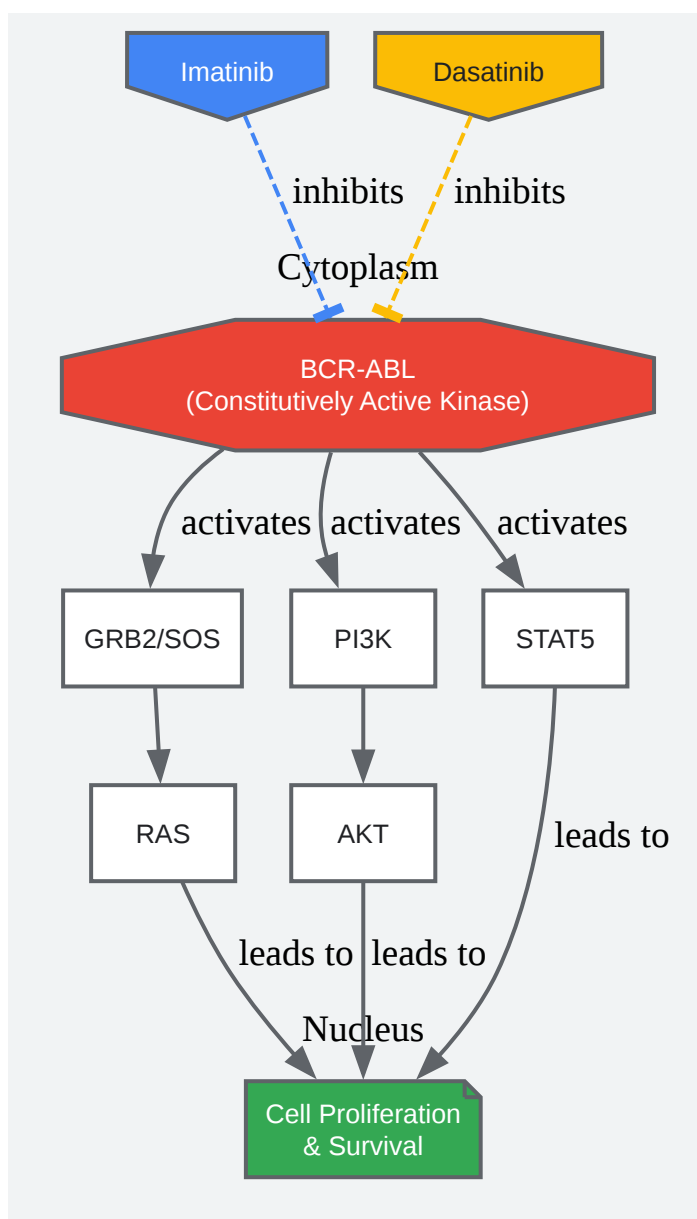 Imatinib
Dasatinib
inhibits
inhibits
Cytoplasm
BCR-ABL
(Constitutively Active Kinase)
activates
activates
activates
GRB2/SOS
PI3K
STAT5
RAS
AKT
leads to
leads to
leads to
Nucleus
Cell Proliferation
& Survival